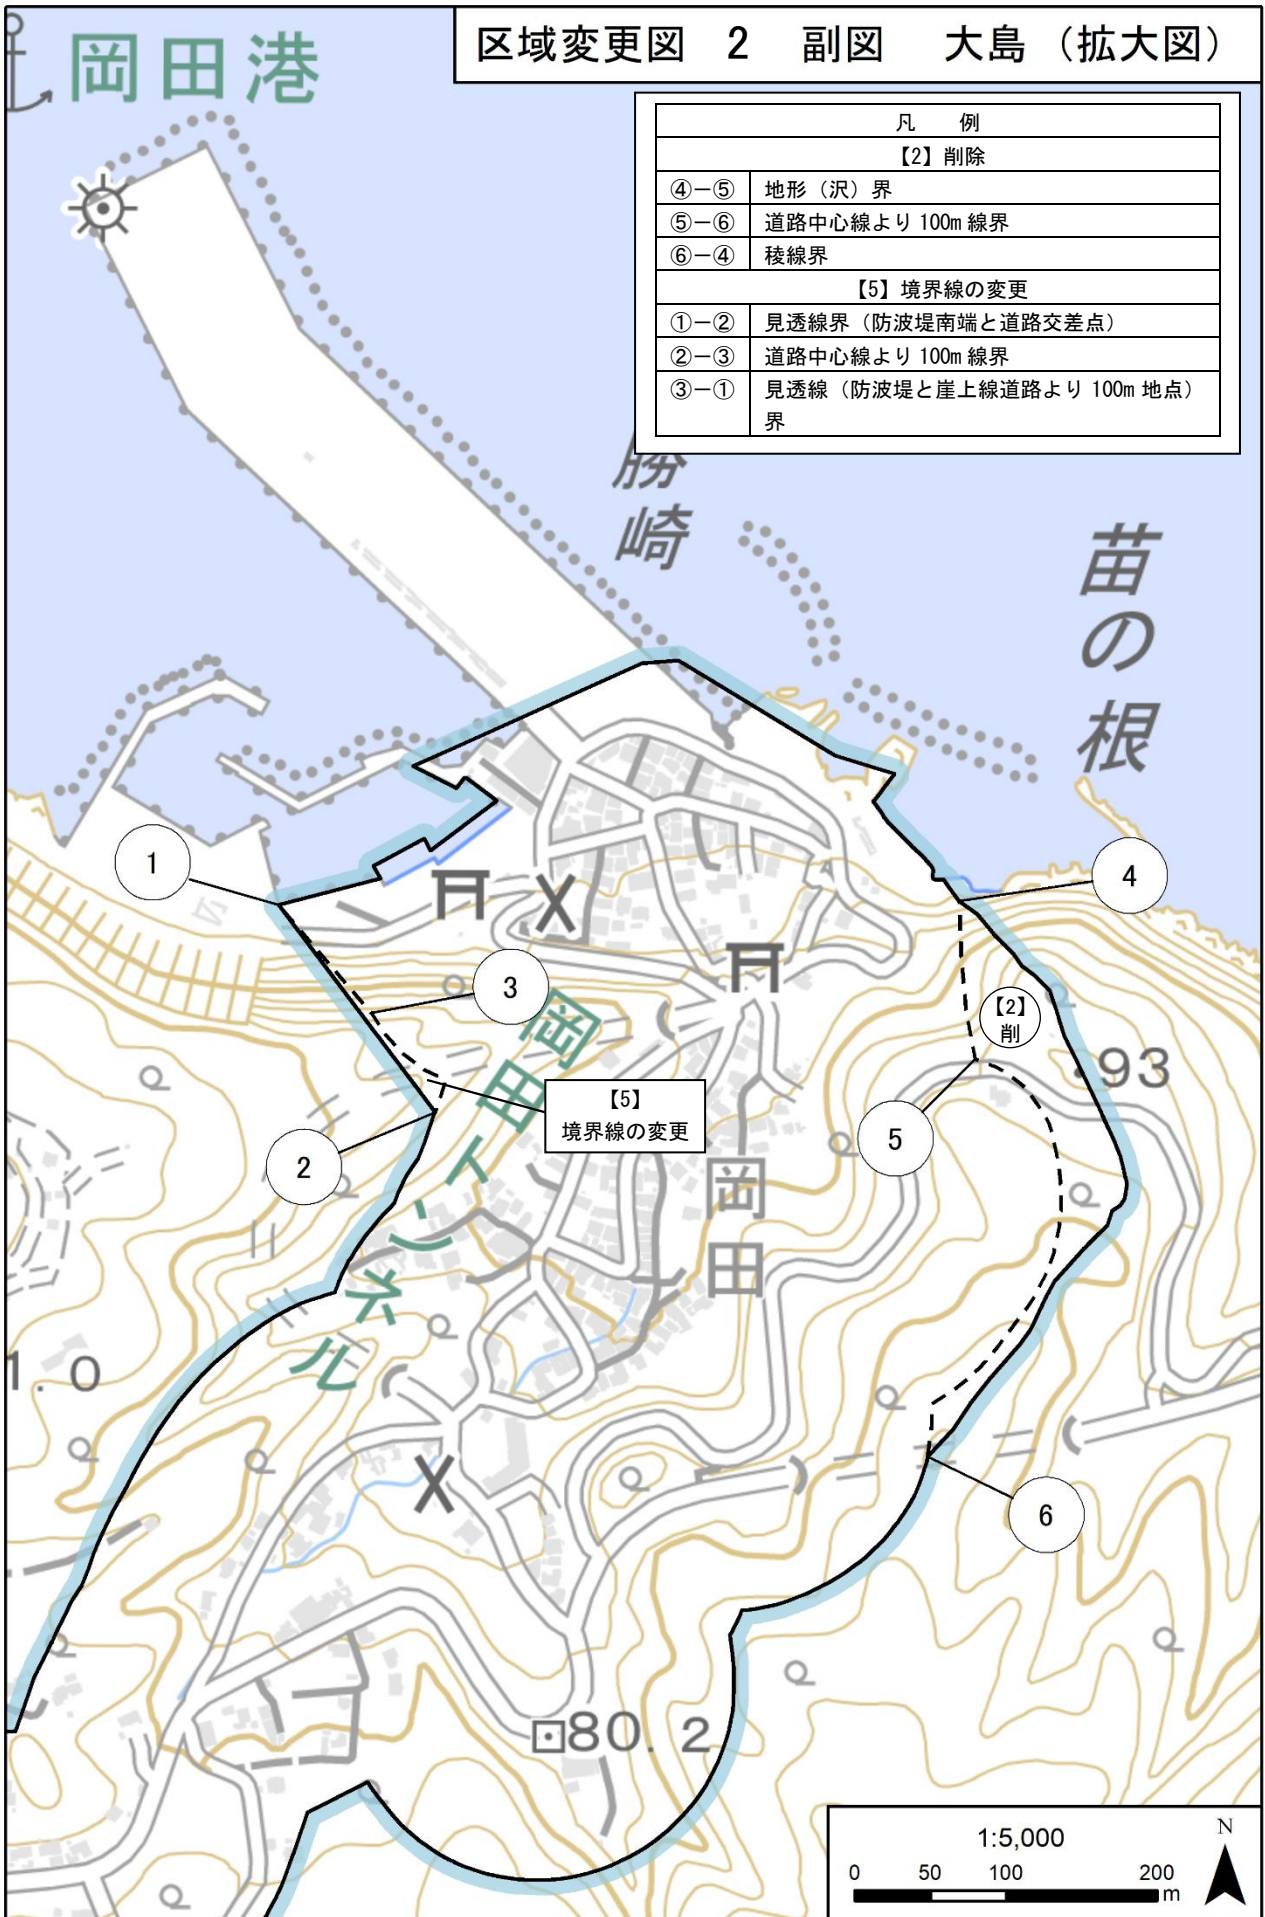 区域変更図　2　副図　大島（拡大図）
岡田港
凡　例
【2】削除
④－⑤ 地形（沢）界
⑤－⑥ 道路中心線より 100m 線界
⑥－④ 稜線界
【5】境界線の変更
①－② 見透線界（防波堤南端と道路交差点）
②－③ 道路中心線より 100m 線界
③－① 見透線（防波堤と崖上線道路より 100m 地点）
界
勝崎
苗の根
1
4
3
【2】
削
岡田トンネル
93
【5】
境界線の変更
5
2
岡田
1.0
6
80.2
1:5,000
N
0 50 100 200
m